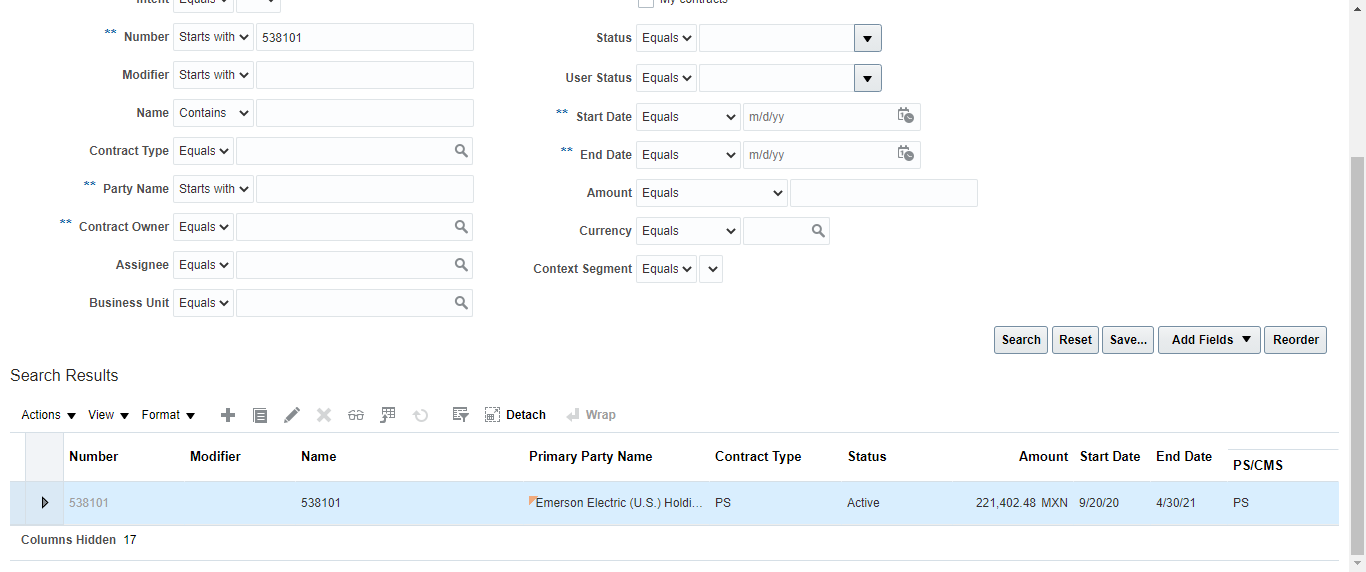 Intent Equals My contracts
** Number Starts with 538101
Status Equals
Modifier Starts with
User Status Equals
Name Contains
** Start Date Equals m/d/yy
Contract Type Equals
** End Date Equals m/d/yy
** Party Name Starts with
Amount Equals
** Contract Owner Equals
Currency Equals
Assignee Equals
Context Segment Equals
Business Unit Equals
Search Reset Save... Add Fields Reorder
Search Results
Actions View Format Detach Wrap
Number Modifier Name Primary Party Name Contract Type Status Amount Start Date End Date PS/CMS
538101 538101 Emerson Electric (U.S.) Holdi... PS Active 221,402.48 MXN 9/20/20 4/30/21 PS
Columns Hidden 17